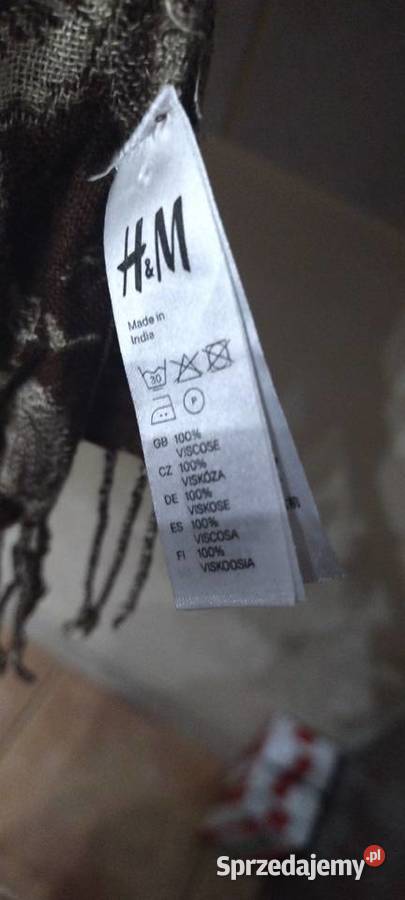 H&M
Made in
India
30
P
GB 100%
VISCOSE
CZ 100%
VISKÓZA
DE 100%
VISKOSE
ES 100%
VISCOSA
FI 100%
VISKOOSIA
Sprzedajemy.pl